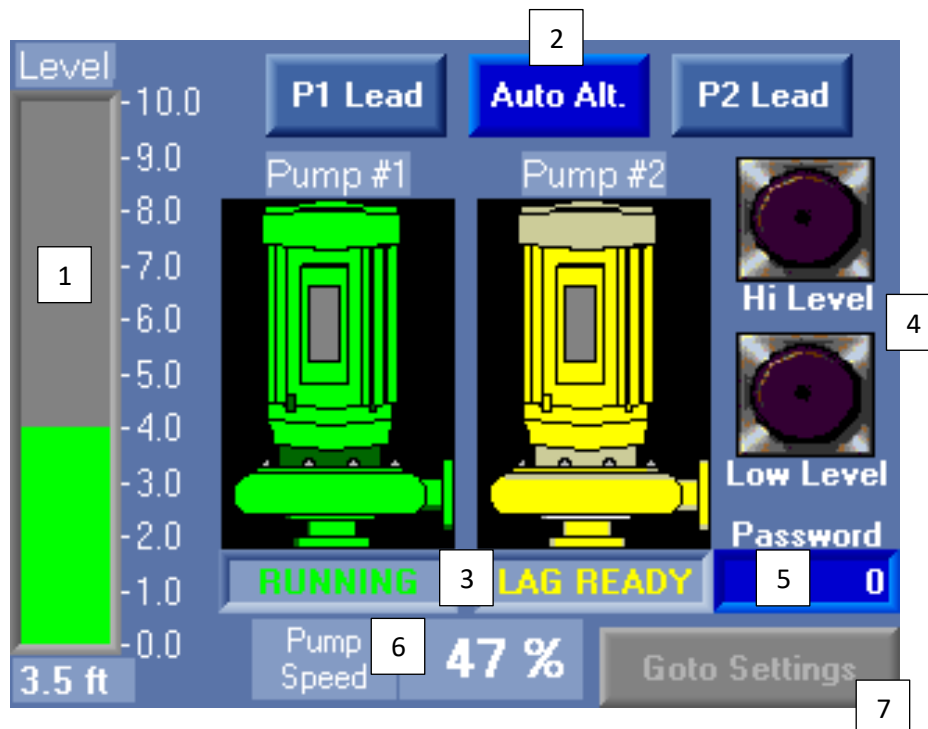 2
Level
P1 Lead
Auto Alt.
P2 Lead
-10.0
-9.0
-8.0
-7.0
-6.0
-5.0
-4.0
-3.0
-2.0
-1.0
-0.0
1
3.5 ft
Pump #1
Pump #2
Hi Level
4
Low Level
Password
RUNNING
3
LAG READY
5
0
Pump
Speed
6
47 %
Goto Settings
7